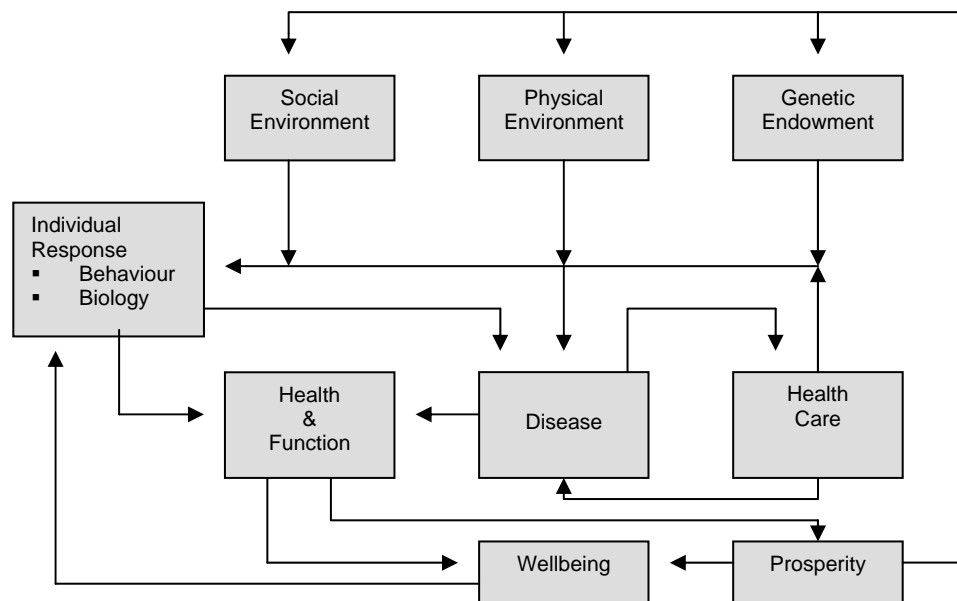 Social
Environment
Physical
Environment
Genetic
Endowment
Individual
Response
▪ Behaviour
▪ Biology
Health
&
Function
Disease
Health
Care
Wellbeing
Prosperity